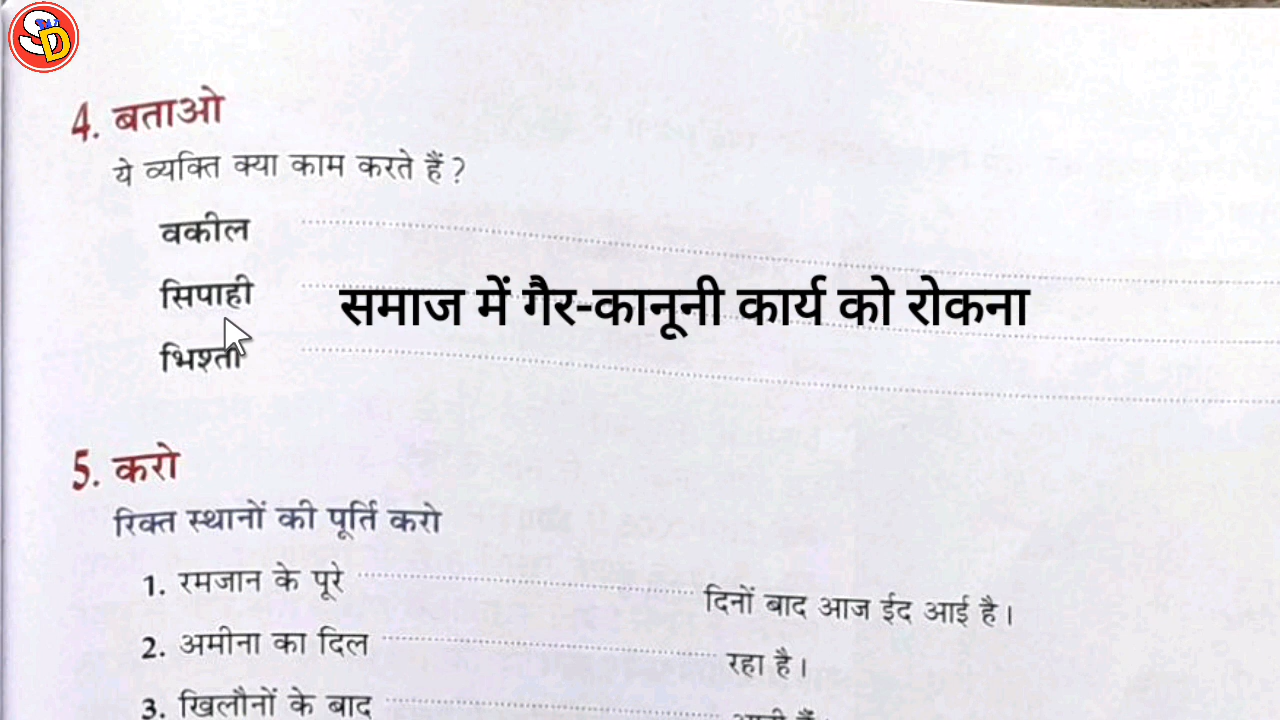 SD
4. बताओ
ये व्यक्ति क्या काम करते हैं?
वकील
सिपाही समाज में गैर-कानूनी कार्य को रोकना
भिश्ती
5. करो
रिक्त स्थानों की पूर्ति करो
1. रमजान के पूरे दिनों बाद आज ईद आई है।
2. अमीना का दिल रहा है।
3. खिलौनों के बाद